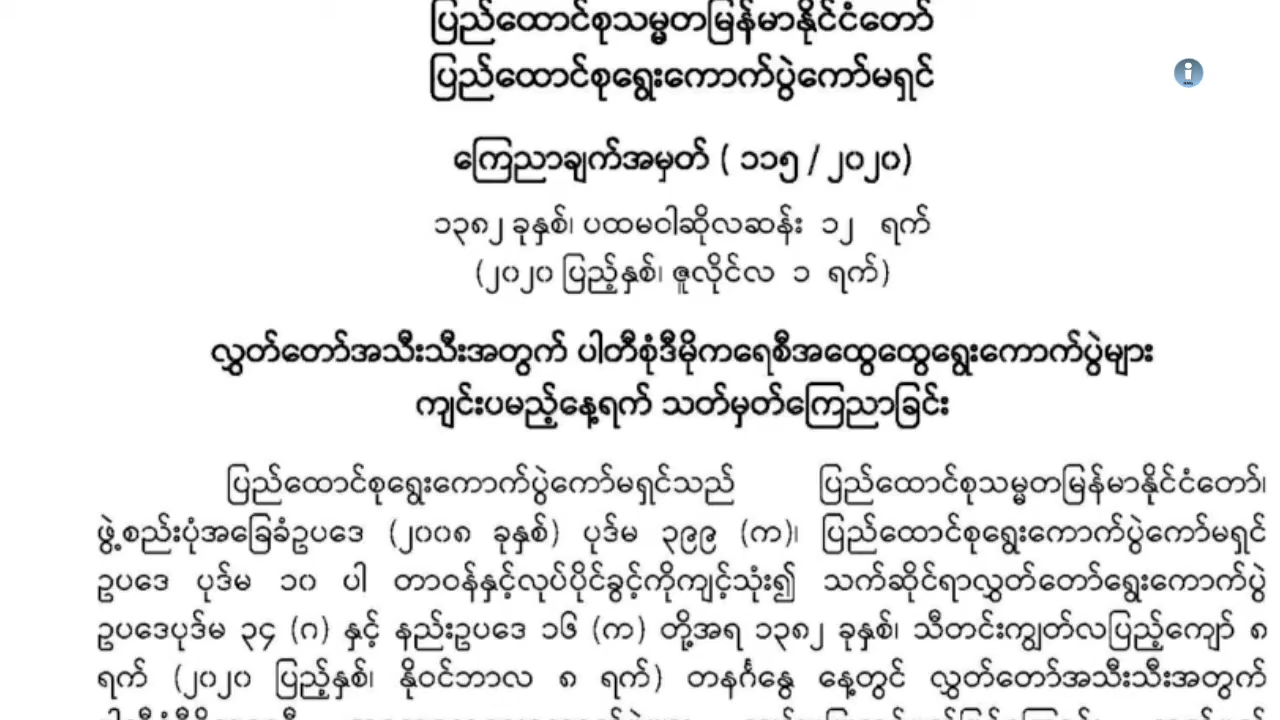 ပြည်ထောင်စုသမ္မတမြန်မာနိုင်ငံတော်
ပြည်ထောင်စုရွေးကောက်ပွဲကော်မရှင်
ကြေညာချက်အမှတ် ( ၁၁၅ / ၂၀၂၀)
၁၃၈၂ ခုနှစ်၊ ပထမဝါဆိုလဆန်း ၁၂ ရက်
(၂၀၂၀ ပြည့်နှစ်၊ ဇူလိုင်လ ၁ ရက်)
လွှတ်တော်အသီးသီးအတွက် ပါတီစုံဒီမိုကရေစီအထွေထွေရွေးကောက်ပွဲများ
ကျင်းပမည့်နေ့ရက် သတ်မှတ်ကြေညာခြင်း
ပြည်ထောင်စုရွေးကောက်ပွဲကော်မရှင်သည် ပြည်ထောင်စုသမ္မတမြန်မာနိုင်ငံတော်၊
ဖွဲ့စည်းပုံအခြေခံဥပဒေ (၂၀၀၈ ခုနှစ်) ပုဒ်မ ၃၉၉ (က)၊ ပြည်ထောင်စုရွေးကောက်ပွဲကော်မရှင်
ဥပဒေ ပုဒ်မ ၁၀ ပါ တာဝန်နှင့်လုပ်ပိုင်ခွင့်ကိုကျင့်သုံး၍ သက်ဆိုင်ရာလွှတ်တော်ရွေးကောက်ပွဲ
ဥပဒေပုဒ်မ ၃၄ (ဂ) နှင့် နည်းဥပဒေ ၁၆ (က) တို့အရ ၁၃၈၂ ခုနှစ်၊ သီတင်းကျွတ်လပြည့်ကျော် ၈
ရက် (၂၀၂၀ ပြည့်နှစ်၊ နိုဝင်ဘာလ ၈ ရက်) တနင်္ဂနွေ နေ့တွင် လွှတ်တော်အသီးသီးအတွက်